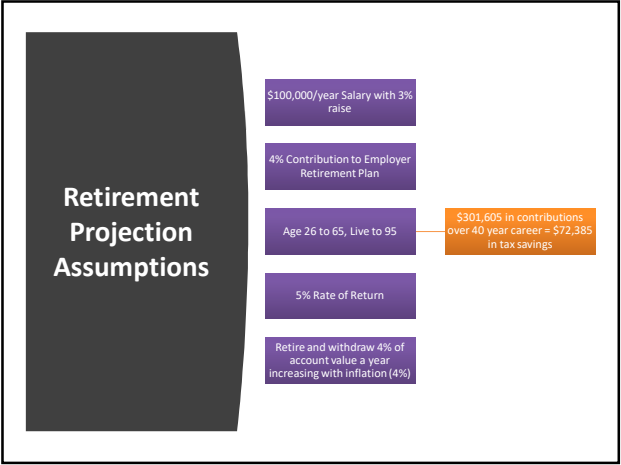 Retirement
Projection
Assumptions
$100,000/year Salary with 3%
raise
4% Contribution to Employer
Retirement Plan
Age 26 to 65, Live to 95
$301,605 in contributions
over 40 year career = $72,385
in tax savings
5% Rate of Return
Retire and withdraw 4% of
account value a year
increasing with inflation (4%)